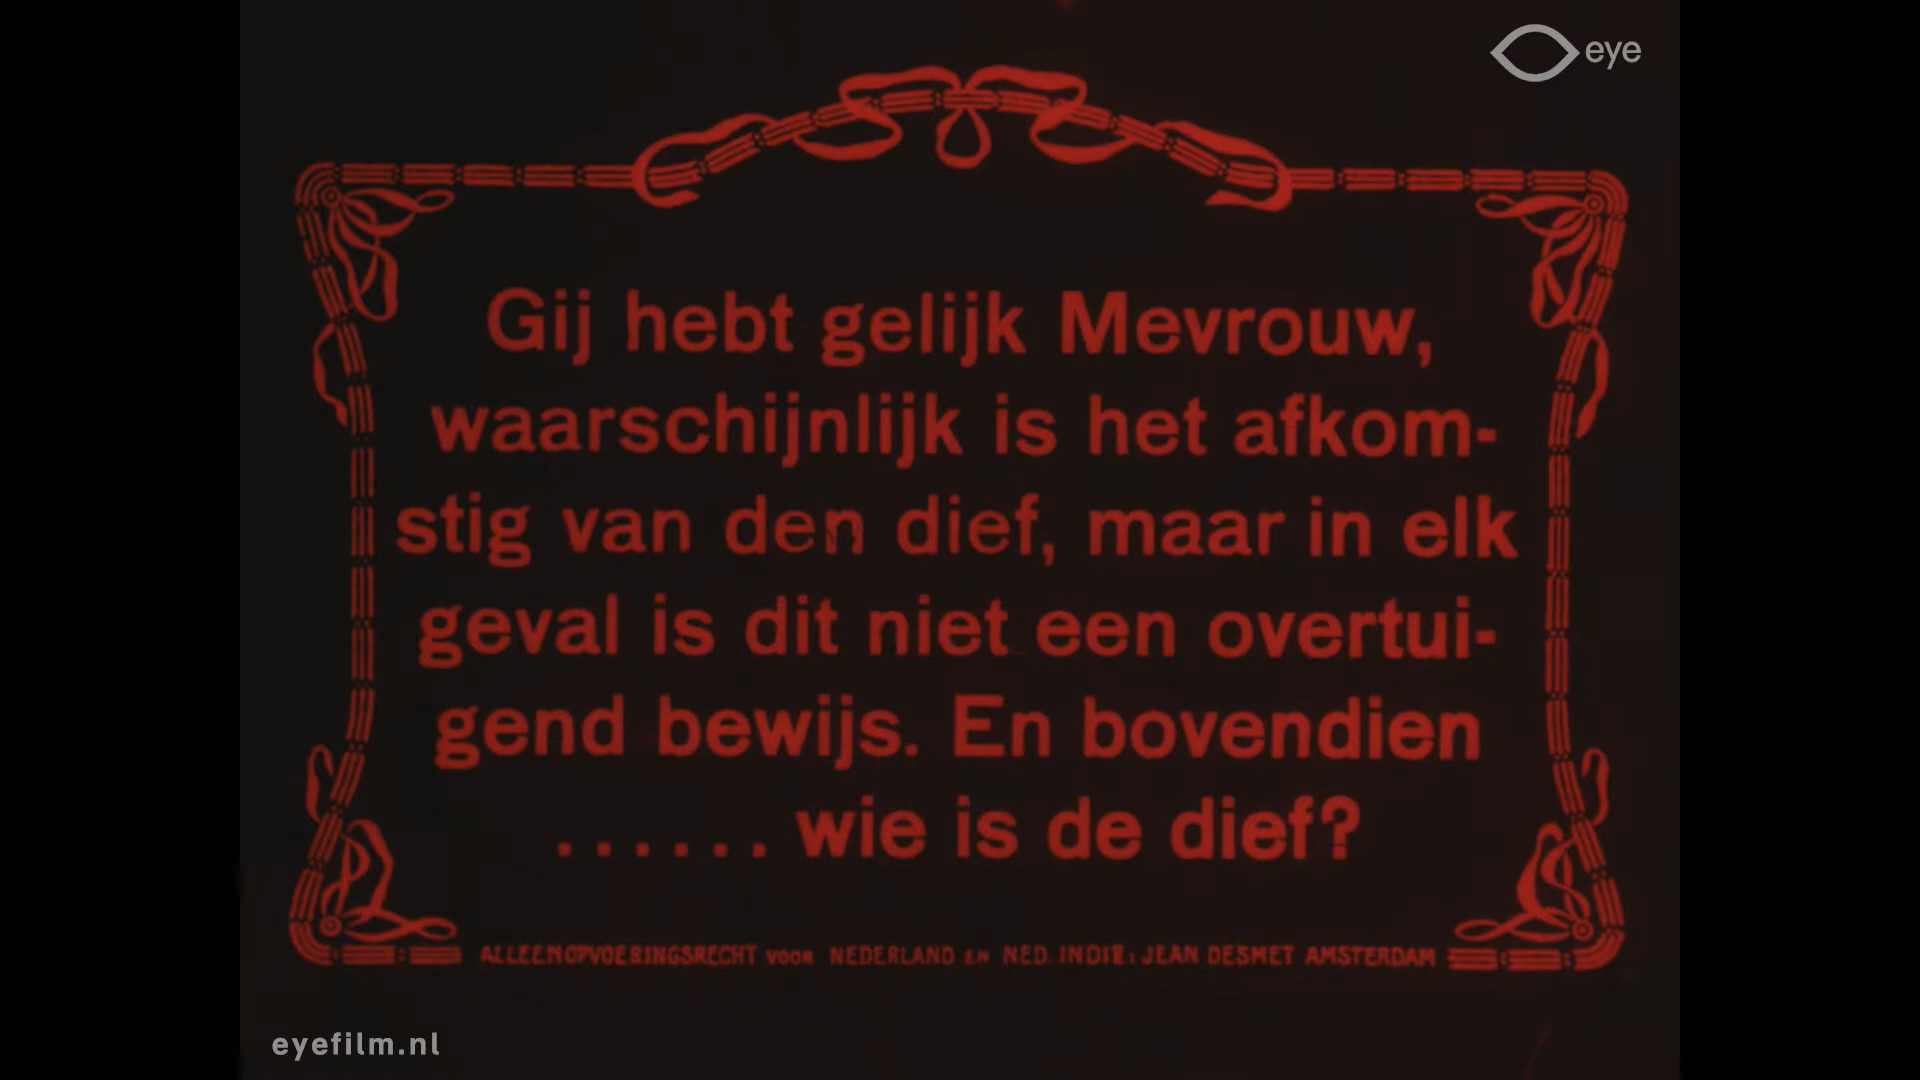 eye
Gij hebt gelijk Mevrouw,
waarschijnlijk is het afkom-
stig van den dief, maar in elk
geval is dit niet een overtui-
gend bewijs. En bovendien
...... wie is de dief?
ALLEENOPVOERINGSRECHT VOOR NEDERLAND EN NED. INDIE: JEAN DESMET AMSTERDAM
eyefilm.nl